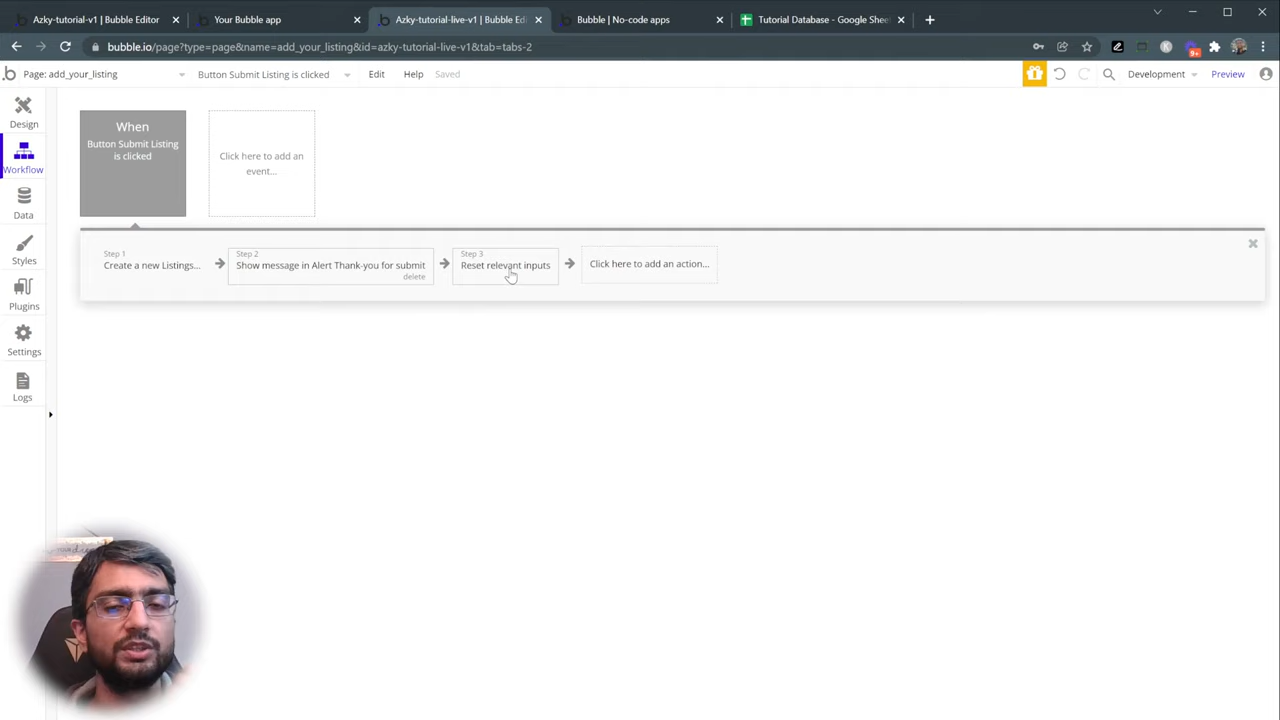 Azky-tutorial-v1 | Bubble Editor
Your Bubble app
Azky-tutorial-live-v1 | Bubble Edi
Bubble | No-code apps
Tutorial Database - Google Shee
bubble.io/page?type=page&name=add_your_listing&id=azky-tutorial-live-v1&tab=tabs-2
9+
Page: add_your_listing
Button Submit Listing is clicked
Edit
Help
Saved
Development
Preview
Design
Workflow
Data
Styles
Plugins
Settings
Logs
When
Button Submit Listing
is clicked
Click here to add an
event...
Step 1
Create a new Listings...
Step 2
Show message in Alert Thank-you for submit
delete
Step 3
Reset relevant inputs
Click here to add an action...